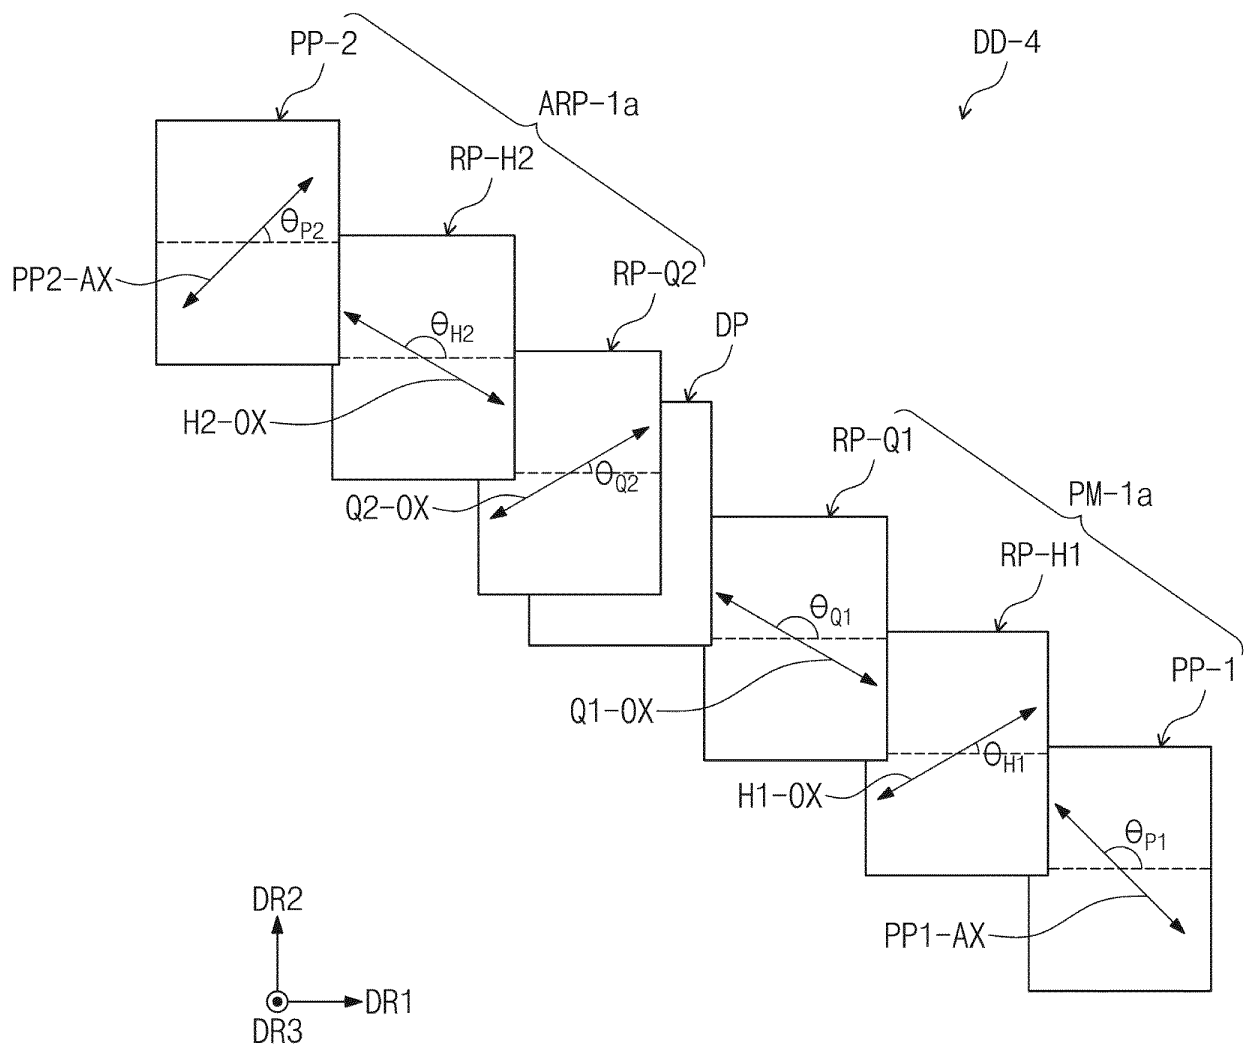 PP-2
DD-4
ARP-1a
RP-H2
θP2
RP-Q2
PP2-AX
θH2
DP
H2-OX
RP-Q1
θQ2
PM-1a
Q2-OX
RP-H1
θQ1
PP-1
Q1-OX
θH1
H1-OX
θP1
DR2
PP1-AX
DR1
DR3